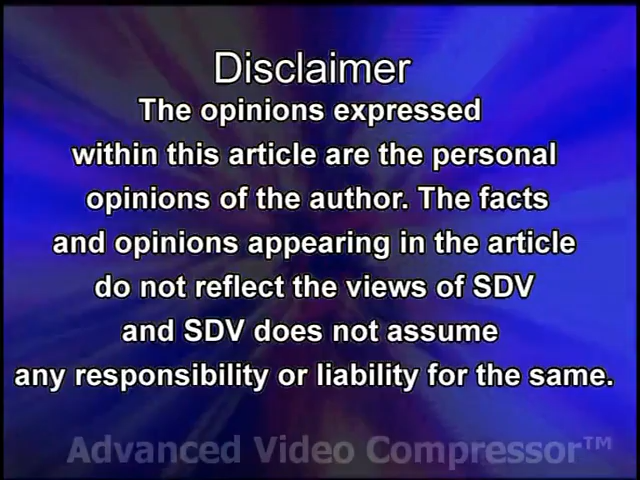 Disclaimer
The opinions expressed
within this article are the personal
opinions of the author. The facts
and opinions appearing in the article
do not reflect the views of SDV
and SDV does not assume
any responsibility or liability for the same.
Advanced Video Compressor™